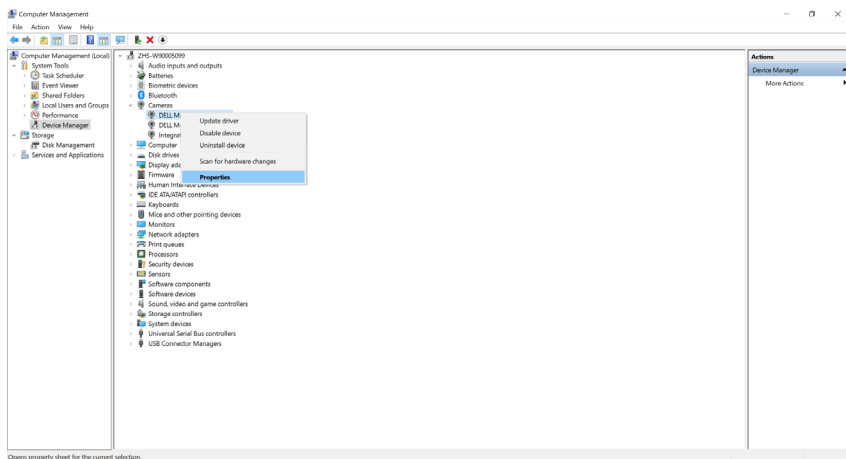 Computer Management
File Action View Help
Computer Management (Local)
System Tools
Task Scheduler
Event Viewer
Shared Folders
Local Users and Groups
Performance
Device Manager
Storage
Disk Management
Services and Applications
ZHS-W90005099
Audio inputs and outputs
Batteries
Biometric devices
Bluetooth
Cameras
DELL M
DELL M
Integrat
Computer
Disk drives
Display ada
Firmware
Human Interface Devices
IDE ATA/ATAPI controllers
Keyboards
Mice and other pointing devices
Monitors
Network adapters
Print queues
Processors
Security devices
Sensors
Software components
Software devices
Sound, video and game controllers
Storage controllers
System devices
Universal Serial Bus controllers
USB Connector Managers
Update driver
Disable device
Uninstall device
Scan for hardware changes
Properties
Actions
Device Manager
More Actions
Opens property sheet for the current selection.